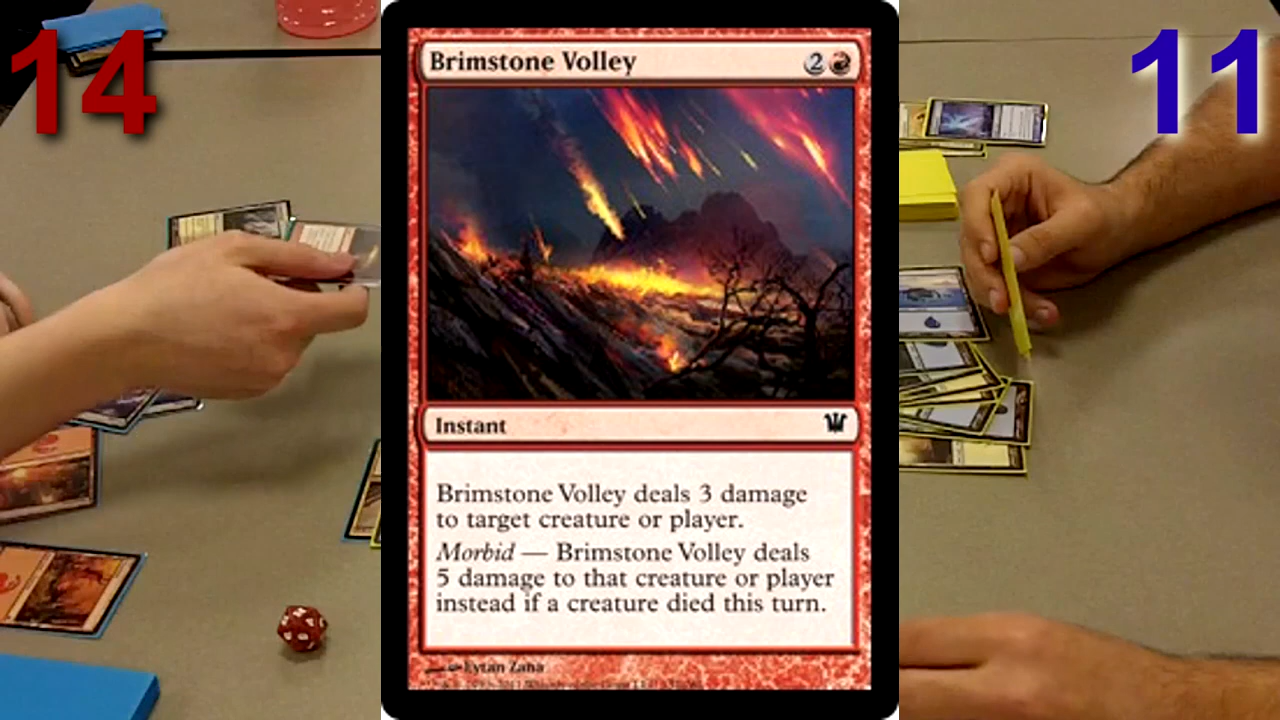 14
11
Brimstone Volley
2
Instant
Brimstone Volley deals 3 damage
to target creature or player.
Morbid — Brimstone Volley deals
5 damage to that creature or player
instead if a creature died this turn.
Eytan Zana